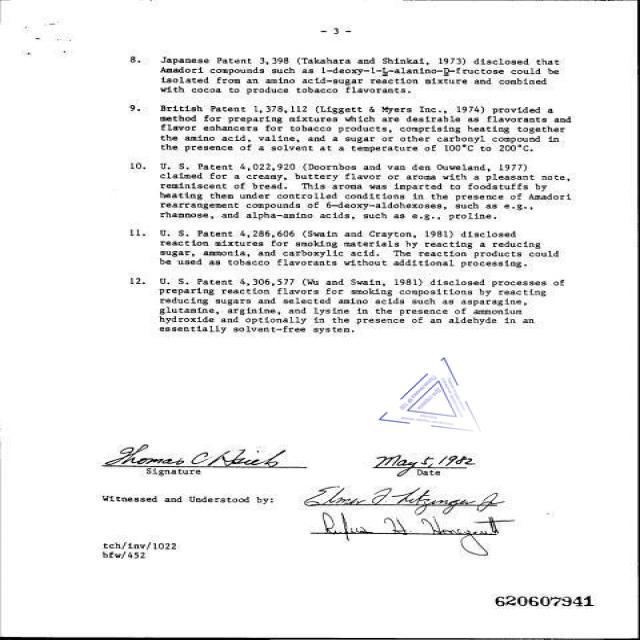 - 3 -
8. Japanese Patent 3,398 (Takahara and Shinkai, 1973) disclosed that
Amadori compounds such as 1-deoxy-1-L-alanino-D-fructose could be
isolated from an amino acid-sugar reaction mixture and combined
with cocoa to produce tobacco flavorants.
9. British Patent 1,378,112 (Liggett & Myers Inc., 1974) provided a
method for preparing mixtures which are desirable as flavorants and
flavor enhancers for tobacco products, comprising heating together
the amino acid, valine, and a sugar or other carbonyl compound in
the presence of a solvent at a temperature of 100°C to 200°C.
10. U. S. Patent 4,022,920 (Doornbos and van den Ouweland, 1977)
claimed for a creamy, buttery flavor or aroma with a pleasant note,
reminiscent of bread. This aroma was imparted to foodstuffs by
heating them under controlled conditions in the presence of Amadori
rearrangement compounds of 6-deoxy-aldohexoses, such as e.g.,
rhamnose, and alpha-amino acids, such as e.g., proline.
11. U. S. Patent 4,286,606 (Swain and Crayton, 1981) disclosed
reaction mixtures for smoking materials by reacting a reducing
sugar, ammonia, and carboxylic acid. The reaction products could
be used as tobacco flavorants without additional processing.
12. U. S. Patent 4,306,577 (Wu and Swain, 1981) disclosed processes of
preparing reaction flavors for smoking compositions by reacting
reducing sugars and selected amino acids such as asparagine,
glutamine, arginine, and lysine in the presence of ammonium
hydroxide and optionally in the presence of an aldehyde in an
essentially solvent-free system.
Thomas C Hsieh May 5, 1982
Signature Date
Witnessed and Understood by: Elmer F. Litzinger Jr
Rufus H. Honeycutt
tch/inv/1022
bfw/452
620607941